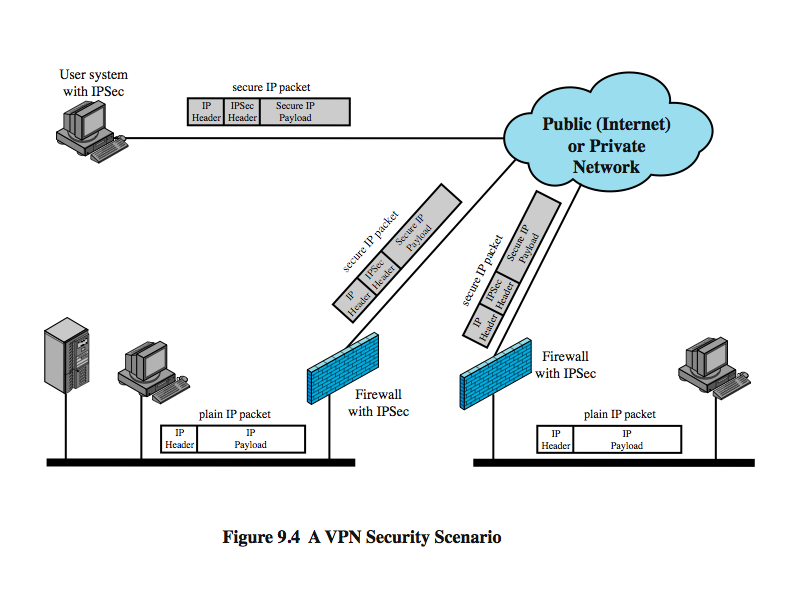 User system
with IPSec
secure IP packet
IP
Header
IPSec
Header
Secure IP
Payload
Public (Internet)
or Private
Network
secure IP packet
IP
Header
IPSec
Header
Secure IP
Payload
secure IP packet
IP
Header
IPSec
Header
Secure IP
Payload
Firewall
with IPSec
Firewall
with IPSec
plain IP packet
IP
Header
IP
Payload
plain IP packet
IP
Header
IP
Payload
Figure 9.4 A VPN Security Scenario